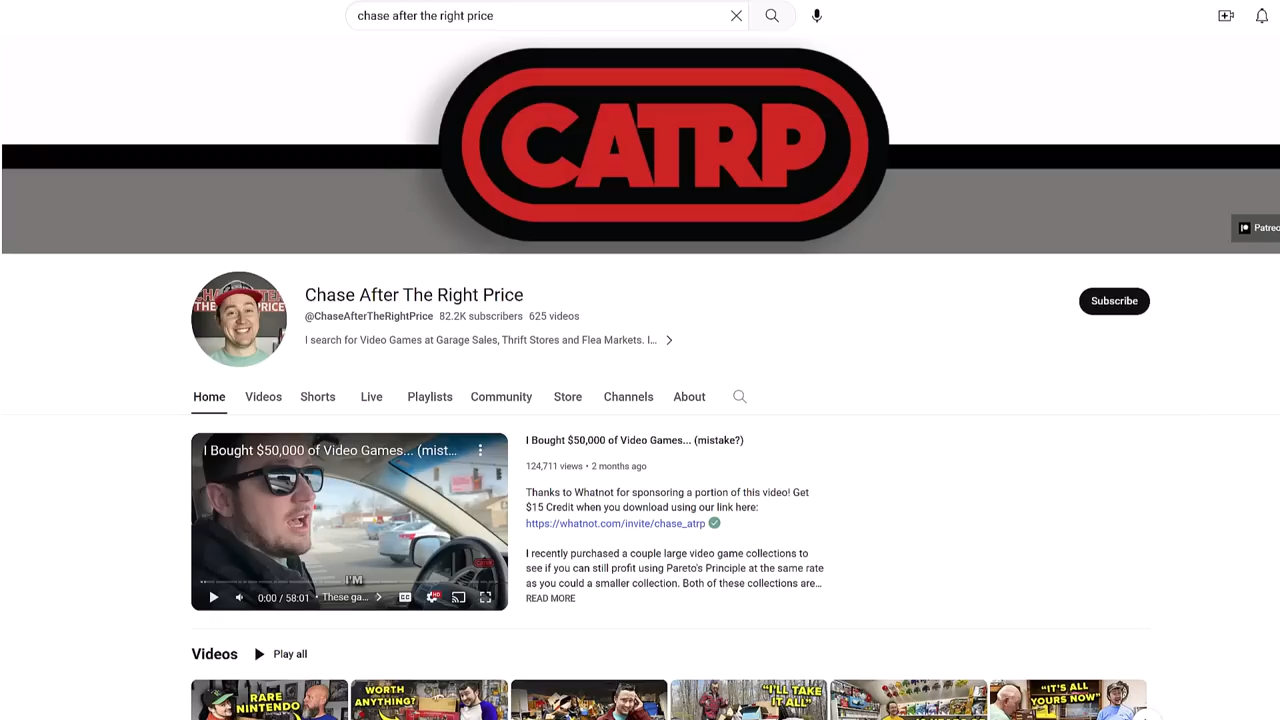 chase after the right price
CATRP
Patreo
CHASE AFTER
THE RIGHT PRICE
Chase After The Right Price
Subscribe
@ChaseAfterTheRightPrice 82.2K subscribers 625 videos
I search for Video Games at Garage Sales, Thrift Stores and Flea Markets. I...
Home Videos Shorts Live Playlists Community Store Channels About
I Bought $50,000 of Video Games... (mist...
I'M
0:00 / 58:01 • These ga...
CC HD
I Bought $50,000 of Video Games... (mistake?)
124,711 views • 2 months ago
Thanks to Whatnot for sponsoring a portion of this video! Get
$15 Credit when you download using our link here:
https://whatnot.com/invite/chase_atrp
I recently purchased a couple large video game collections to
see if you can still profit using Pareto's Principle at the same rate
as you could a smaller collection. Both of these collections are...
READ MORE
Videos Play all
RARE
NINTENDO
WORTH
ANYTHING?
"I'LL TAKE
IT ALL"
"IT'S ALL
YOURS NOW"